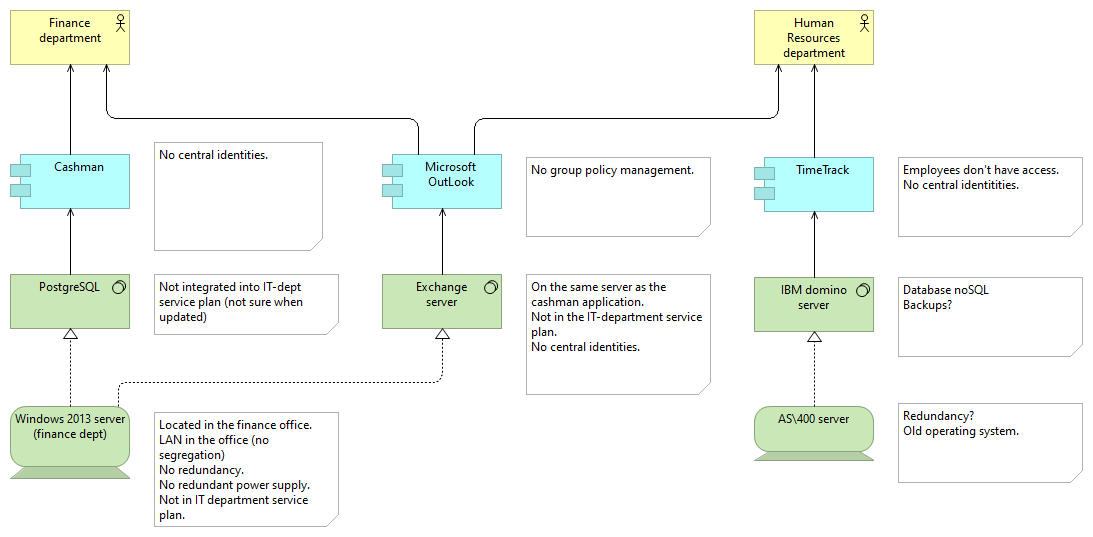 Finance
department
Human
Resources
department
Cashman
No central identities.
Microsoft
OutLook
No group policy management.
TimeTrack
Employees don't have access.
No central identitities.
PostgreSQL
Not integrated into IT-dept
service plan (not sure when
updated)
Exchange
server
On the same server as the
cashman application.
Not in the IT-department service
plan.
No central identities.
IBM domino
server
Database noSQL
Backups?
Windows 2013 server
(finance dept)
Located in the finance office.
LAN in the office (no
segregation)
No redundancy.
No redundant power supply.
Not in IT department service
plan.
AS\400 server
Redundancy?
Old operating system.